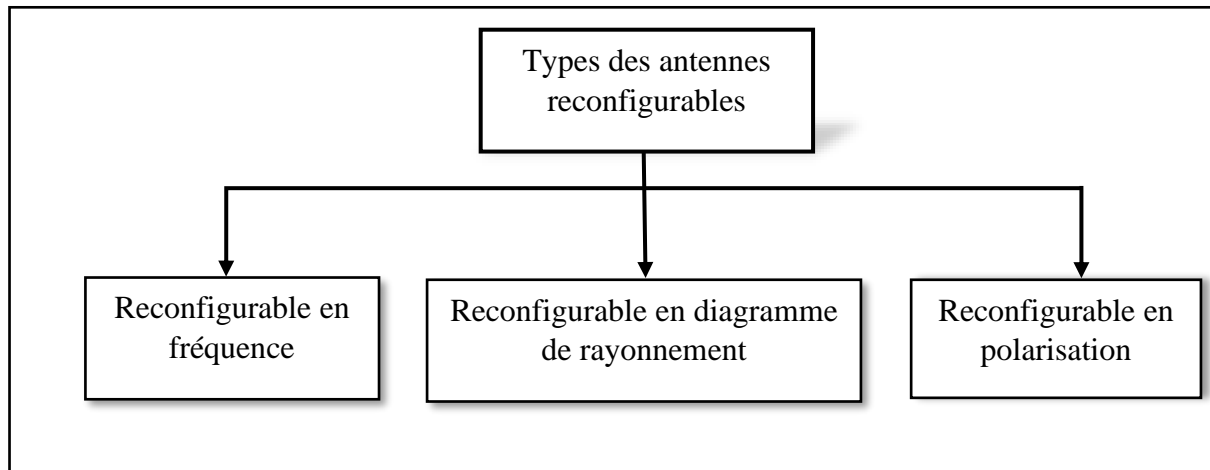 Types des antennes
reconfigurables
Reconfigurable en
fréquence
Reconfigurable en diagramme
de rayonnement
Reconfigurable en
polarisation